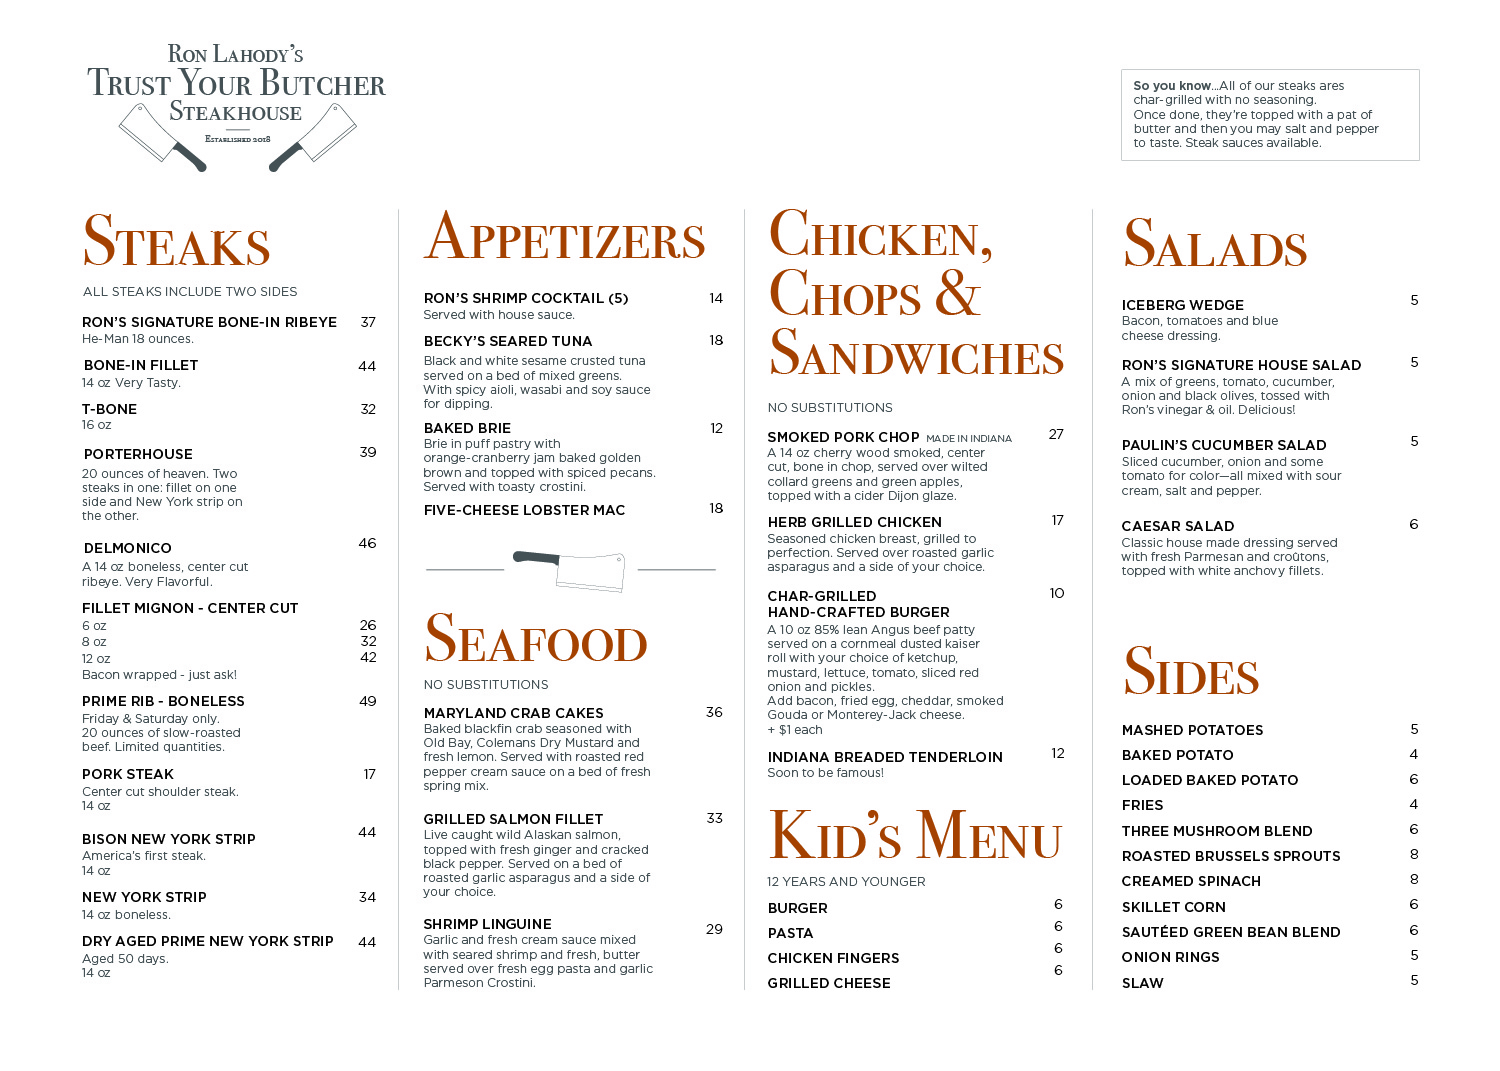 Ron Lahody's
Trust Your Butcher
Steakhouse
Established 2018
So you know...All of our steaks ares
char-grilled with no seasoning.
Once done, they're topped with a pat of
butter and then you may salt and pepper
to taste. Steak sauces available.
Steaks
ALL STEAKS INCLUDE TWO SIDES
RON'S SIGNATURE BONE-IN RIBEYE 37
He-Man 18 ounces.
BONE-IN FILLET 44
14 oz Very Tasty.
T-BONE 32
16 oz
PORTERHOUSE 39
20 ounces of heaven. Two
steaks in one: fillet on one
side and New York strip on
the other.
DELMONICO 46
A 14 oz boneless, center cut
ribeye. Very Flavorful.
FILLET MIGNON - CENTER CUT
6 oz 26
8 oz 32
12 oz 42
Bacon wrapped - just ask!
PRIME RIB - BONELESS 49
Friday & Saturday only.
20 ounces of slow-roasted
beef. Limited quantities.
PORK STEAK 17
Center cut shoulder steak.
14 oz
BISON NEW YORK STRIP 44
America's first steak.
14 oz
NEW YORK STRIP 34
14 oz boneless.
DRY AGED PRIME NEW YORK STRIP 44
Aged 50 days.
14 oz
Appetizers
RON'S SHRIMP COCKTAIL (5) 14
Served with house sauce.
BECKY'S SEARED TUNA 18
Black and white sesame crusted tuna
served on a bed of mixed greens.
With spicy aioli, wasabi and soy sauce
for dipping.
BAKED BRIE 12
Brie in puff pastry with
orange-cranberry jam baked golden
brown and topped with spiced pecans.
Served with toasty crostini.
FIVE-CHEESE LOBSTER MAC 18
Seafood
NO SUBSTITUTIONS
MARYLAND CRAB CAKES 36
Baked blackfin crab seasoned with
Old Bay, Colemans Dry Mustard and
fresh lemon. Served with roasted red
pepper cream sauce on a bed of fresh
spring mix.
GRILLED SALMON FILLET 33
Live caught wild Alaskan salmon,
topped with fresh ginger and cracked
black pepper. Served on a bed of
roasted garlic asparagus and a side of
your choice.
SHRIMP LINGUINE 29
Garlic and fresh cream sauce mixed
with seared shrimp and fresh, butter
served over fresh egg pasta and garlic
Parmeson Crostini.
Chicken,
Chops &
Sandwiches
NO SUBSTITUTIONS
SMOKED PORK CHOP MADE IN INDIANA 27
A 14 oz cherry wood smoked, center
cut, bone in chop, served over wilted
collard greens and green apples,
topped with a cider Dijon glaze.
HERB GRILLED CHICKEN 17
Seasoned chicken breast, grilled to
perfection. Served over roasted garlic
asparagus and a side of your choice.
CHAR-GRILLED 10
HAND-CRAFTED BURGER
A 10 oz 85% lean Angus beef patty
served on a cornmeal dusted kaiser
roll with your choice of ketchup,
mustard, lettuce, tomato, sliced red
onion and pickles.
Add bacon, fried egg, cheddar, smoked
Gouda or Monterey-Jack cheese.
+ $1 each
INDIANA BREADED TENDERLOIN 12
Soon to be famous!
Kid's Menu
12 YEARS AND YOUNGER
BURGER 6
PASTA 6
CHICKEN FINGERS 6
GRILLED CHEESE 6
Salads
ICEBERG WEDGE 5
Bacon, tomatoes and blue
cheese dressing.
RON'S SIGNATURE HOUSE SALAD 5
A mix of greens, tomato, cucumber,
onion and black olives, tossed with
Ron's vinegar & oil. Delicious!
PAULIN'S CUCUMBER SALAD 5
Sliced cucumber, onion and some
tomato for color—all mixed with sour
cream, salt and pepper.
CAESAR SALAD 6
Classic house made dressing served
with fresh Parmesan and croûtons,
topped with white anchovy fillets.
Sides
MASHED POTATOES 5
BAKED POTATO 4
LOADED BAKED POTATO 6
FRIES 4
THREE MUSHROOM BLEND 6
ROASTED BRUSSELS SPROUTS 8
CREAMED SPINACH 8
SKILLET CORN 6
SAUTÉED GREEN BEAN BLEND 6
ONION RINGS 5
SLAW 5